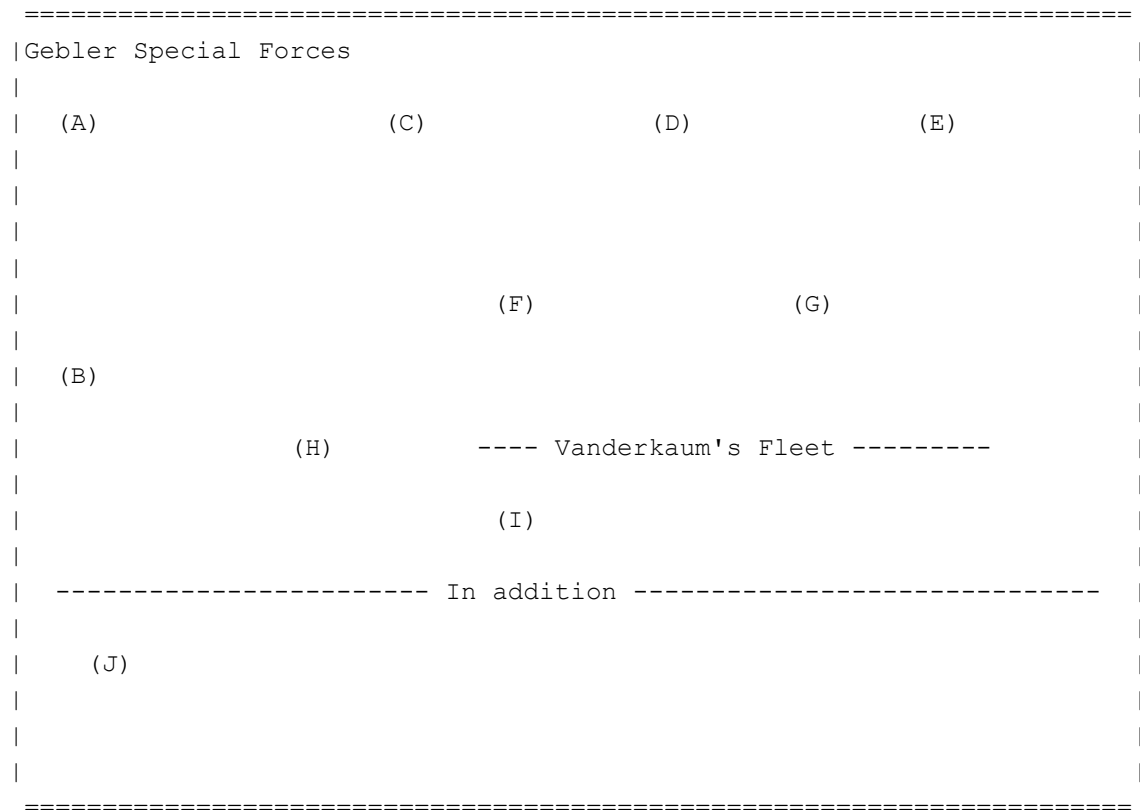 =======================================================================
|Gebler Special Forces |
| |
| (A) (C) (D) (E) |
| |
| |
| |
| |
| (F) (G) |
| |
| (B) |
| |
| (H) ---- Vanderkaum's Fleet --------- |
| |
| (I) |
| |
| ------------------------ In addition ------------------------------ |
| |
| (J) |
| |
| |
| |
=======================================================================